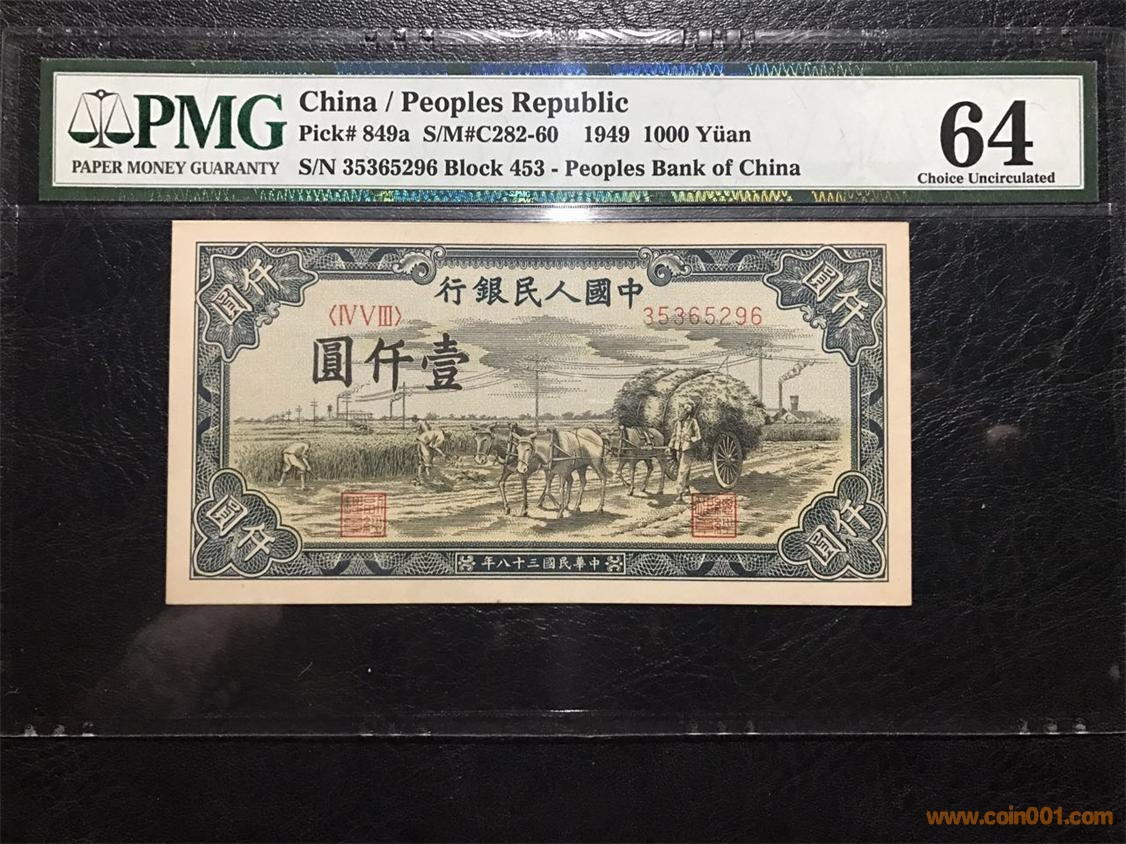 PMG
PAPER MONEY GUARANTY
China / Peoples Republic
Pick# 849a S/M#C282-60 1949 1000 Yüan
S/N 35365296 Block 453 - Peoples Bank of China
64
Choice Uncirculated
仟圓
圓仟
行銀民人國中
〈ⅣⅤⅢ〉
35365296
圓仟壹
圓仟
仟圓
年八十三國民華中
www.coin001.com